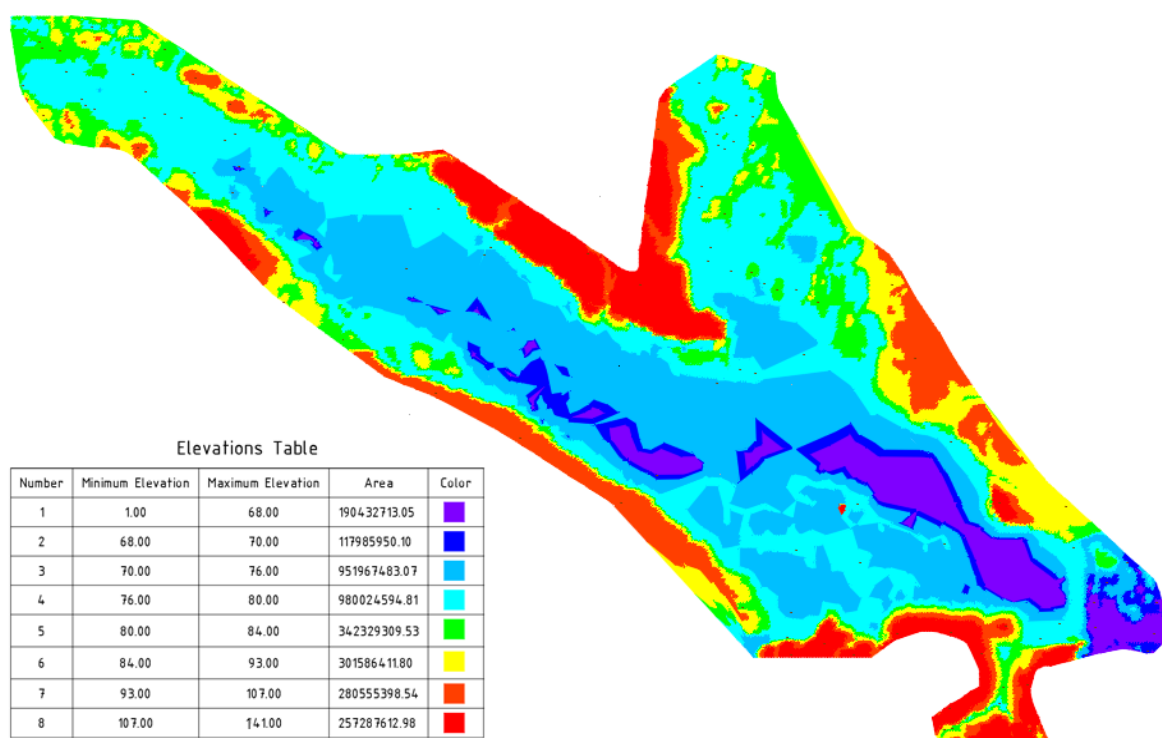 Elevations Table
Number Minimum Elevation Maximum Elevation Area Color
1 1.00 68.00 190432713.05
2 68.00 70.00 117985950.10
3 70.00 76.00 951967483.07
4 76.00 80.00 980024594.81
5 80.00 84.00 342329309.53
6 84.00 93.00 301586411.80
7 93.00 107.00 280555398.54
8 107.00 141.00 257287612.98